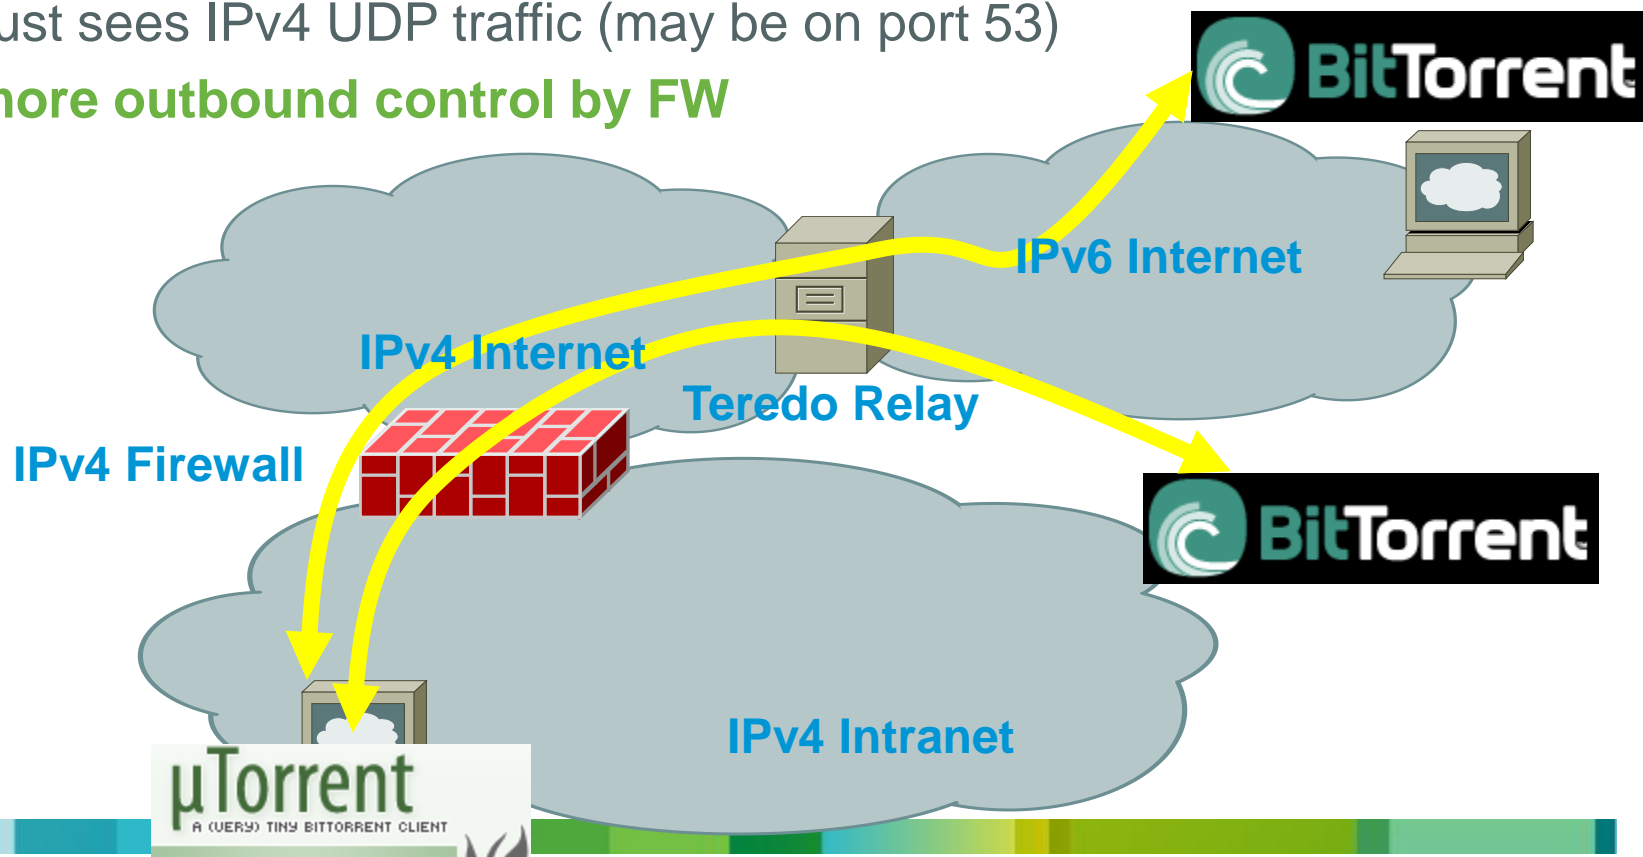 ust sees IPv4 UDP traffic (may be on port 53)
more outbound control by FW
BitTorrent
IPv6 Internet
IPv4 Internet
Teredo Relay
IPv4 Firewall
BitTorrent
IPv4 Intranet
µTorrent
A (VERY) TINY BITTORRENT CLIENT